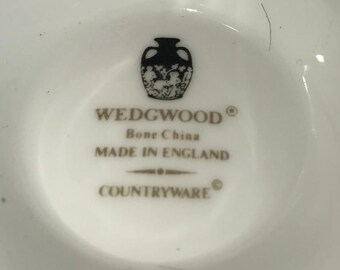 WEDGWOOD®
Bone China
MADE IN ENGLAND
COUNTRYWARE©